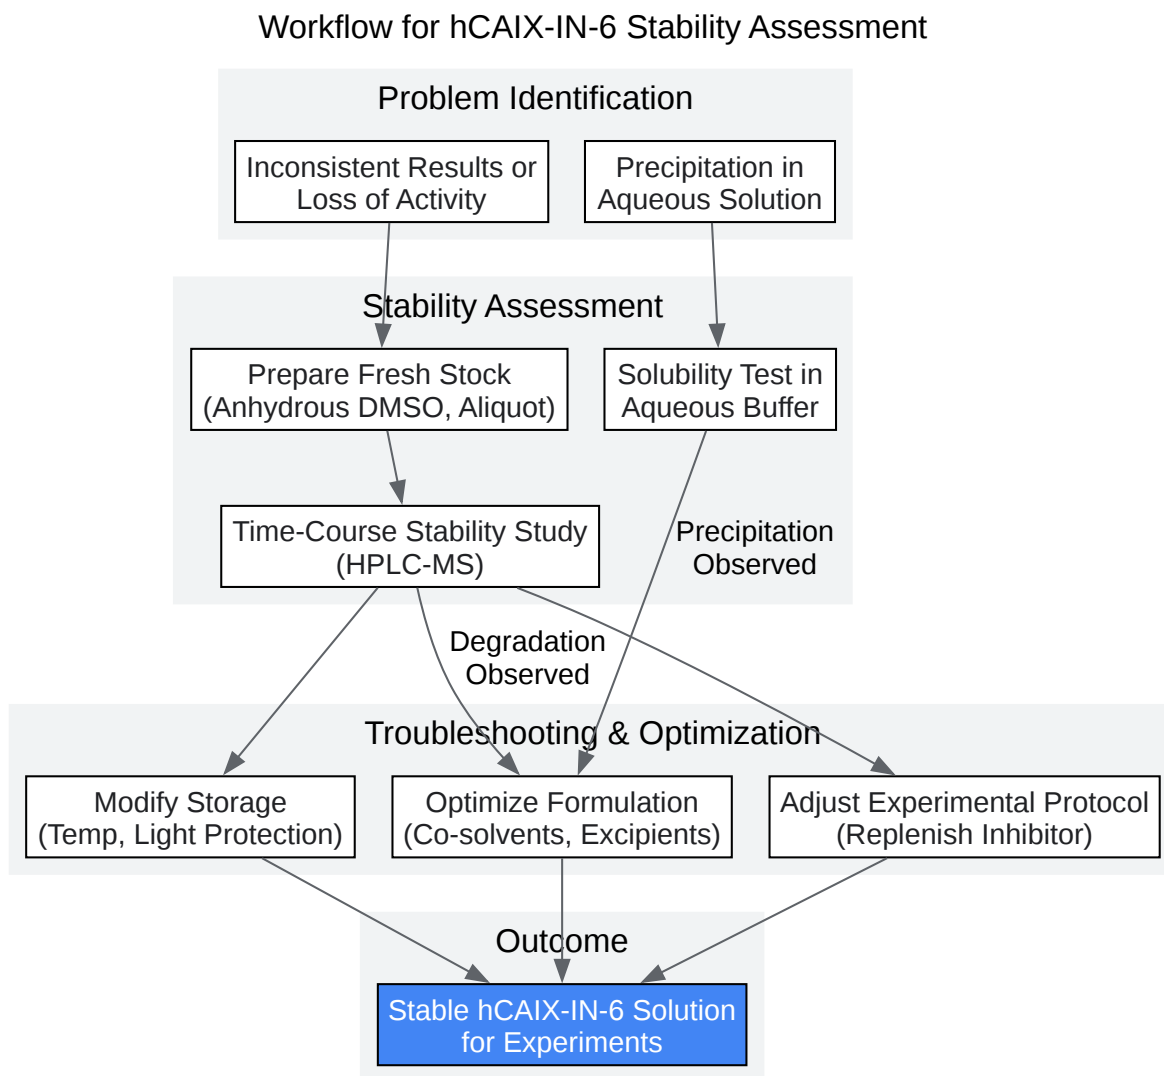 Workflow for hCAIX-IN-6 Stability Assessment
Problem Identification
Inconsistent Results or
Loss of Activity
Precipitation in
Aqueous Solution
Stability Assessment
Prepare Fresh Stock
(Anhydrous DMSO, Aliquot)
Solubility Test in
Aqueous Buffer
Time-Course Stability Study
(HPLC-MS)
Precipitation
Observed
Degradation
Observed
Troubleshooting & Optimization
Modify Storage
(Temp, Light Protection)
Optimize Formulation
(Co-solvents, Excipients)
Adjust Experimental Protocol
(Replenish Inhibitor)
Outcome
Stable hCAIX-IN-6 Solution
for Experiments